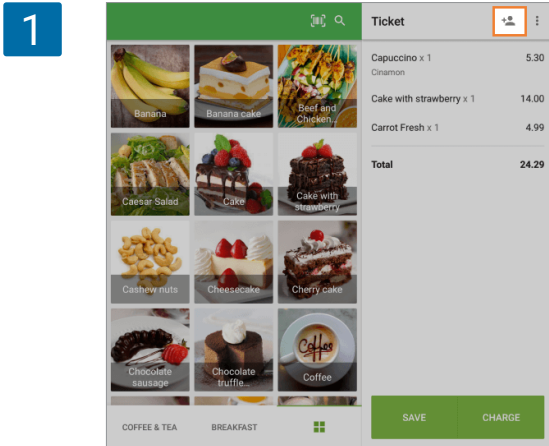 1
Ticket
Capuccino x 1 5.30
Cinamon
Cake with strawberry x 1 14.00
Carrot Fresh x 1 4.99
Total 24.29
Banana
Banana cake
Beef and
Chicken...
Caesar Salad
Cake
Cake with
strawberry
Cashew nuts
Cheesecake
Cherry cake
Chocolate
sausage
Chocolate
truffle...
Coffee
Coffee
COFFEE & TEA
BREAKFAST
SAVE
CHARGE